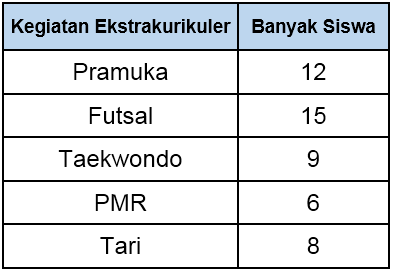 Kegiatan Ekstrakurikuler Banyak Siswa
Pramuka 12
Futsal 15
Taekwondo 9
PMR 6
Tari 8